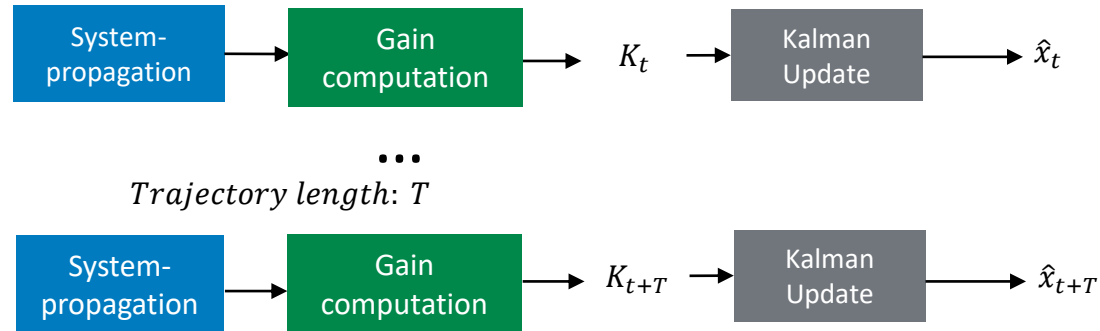 System-
propagation
Gain
computation
K_t
Kalman
Update
x̂_t
...
Trajectory length: T
System-
propagation
Gain
computation
K_{t+T}
Kalman
Update
x̂_{t+T}